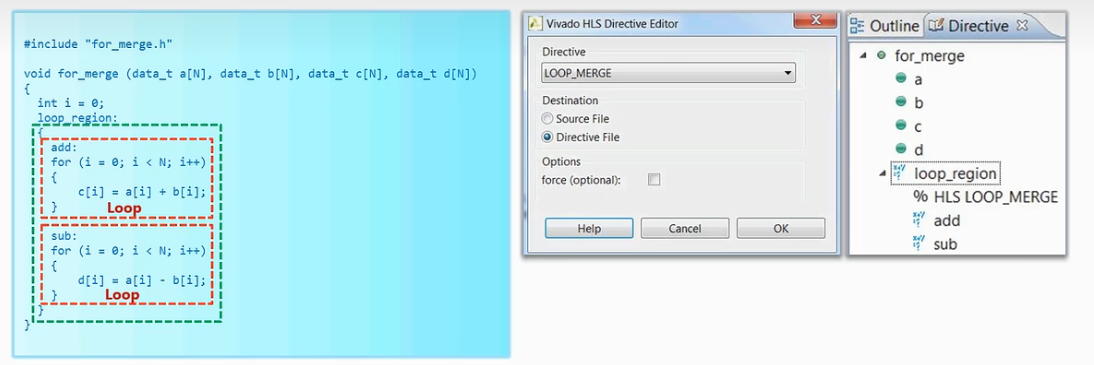 #include "for_merge.h"
void for_merge (data_t a[N], data_t b[N], data_t c[N], data_t d[N])
{
int i = 0;
loop_region:
{
add:
for (i = 0; i < N; i++)
{
c[i] = a[i] + b[i];
}
Loop
sub:
for (i = 0; i < N; i++)
{
d[i] = a[i] - b[i];
}
Loop
}
}
Vivado HLS Directive Editor
Directive
LOOP_MERGE
Destination
Source File
Directive File
Options
force (optional):
Help
Cancel
OK
Outline
Directive
for_merge
a
b
c
d
loop_region
% HLS LOOP_MERGE
add
sub